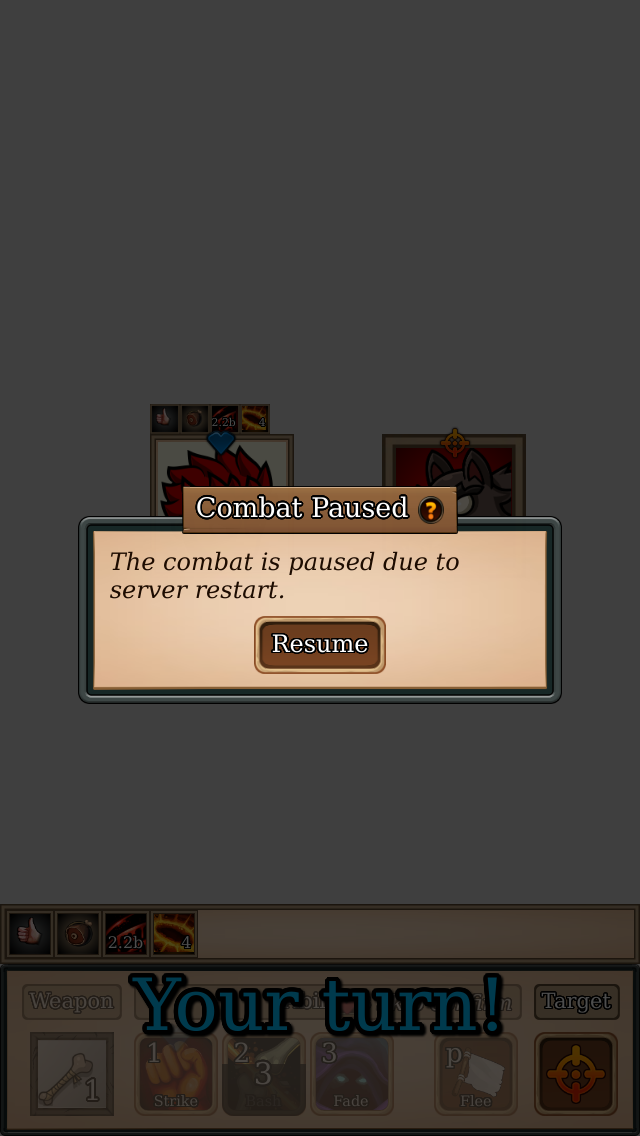 2.2b 4
Combat Paused ?
The combat is paused due to
server restart.
Resume
2.2b 4
Weapon Your turn! Target
1 1 2 3 3 p
Strike Fade Flee